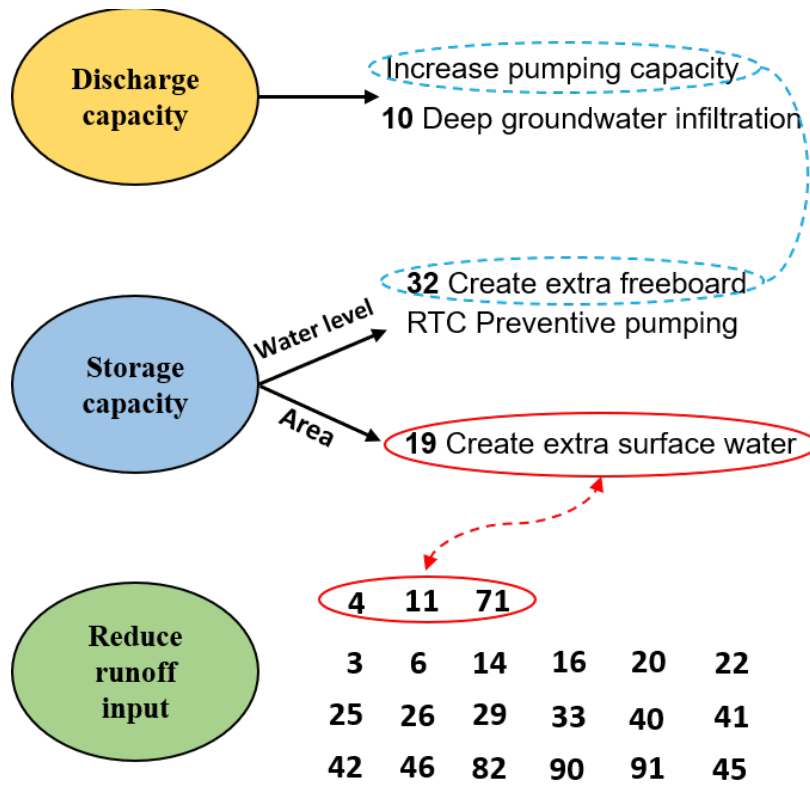 Discharge
capacity
Increase pumping capacity
10 Deep groundwater infiltration
Storage
capacity
Water level
32 Create extra freeboard
RTC Preventive pumping
Area
19 Create extra surface water
Reduce
runoff
input
4 11 71
3 6 14 16 20 22
25 26 29 33 40 41
42 46 82 90 91 45